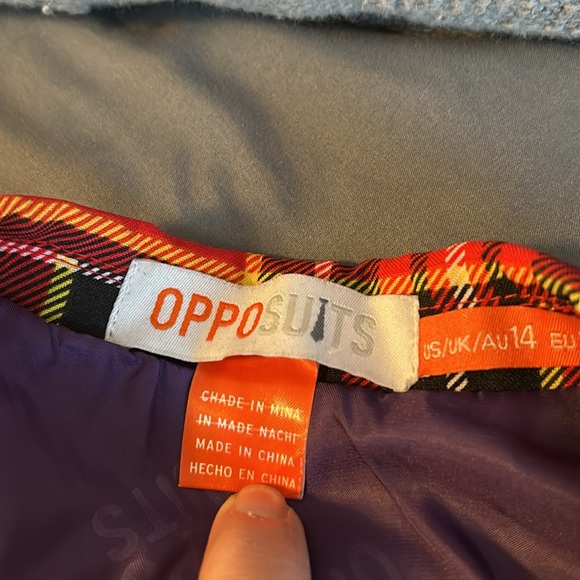 OPPOSUITS
US/UK/AU 14 EU
CHADE IN MINA
IN MADE NACHI
MADE IN CHINA
HECHO EN CHINA